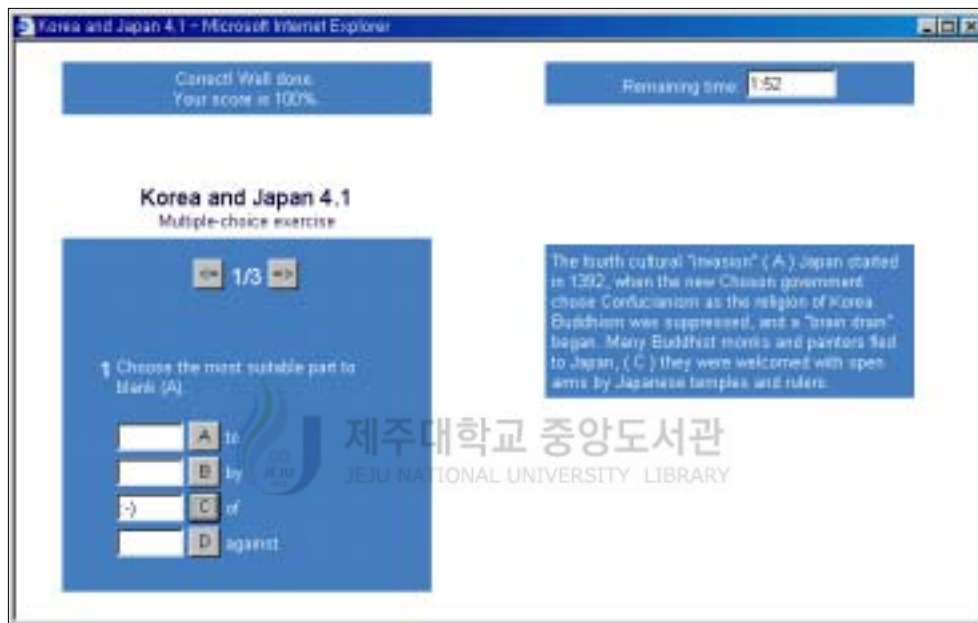 Korea and Japan 4.1 - Microsoft Internet Explorer
Correct! Well done.
Your score is 100%.
Remaining time: 1:52
Korea and Japan 4.1
Multiple-choice exercise
<= 1/3 =>
1 Choose the most suitable part to
blank (A).
A to
B by
:-) C of
D against
The fourth cultural "invasion" ( A ) Japan started
in 1392, when the new Chosun government
chose Confucianism as the religion of Korea.
Buddhism was suppressed, and a "brain drain"
began. Many Buddhist monks and painters fled
to Japan, ( C ) they were welcomed with open
arms by Japanese temples and rulers.
제주대학교 중앙도서관
JEJU NATIONAL UNIVERSITY LIBRARY